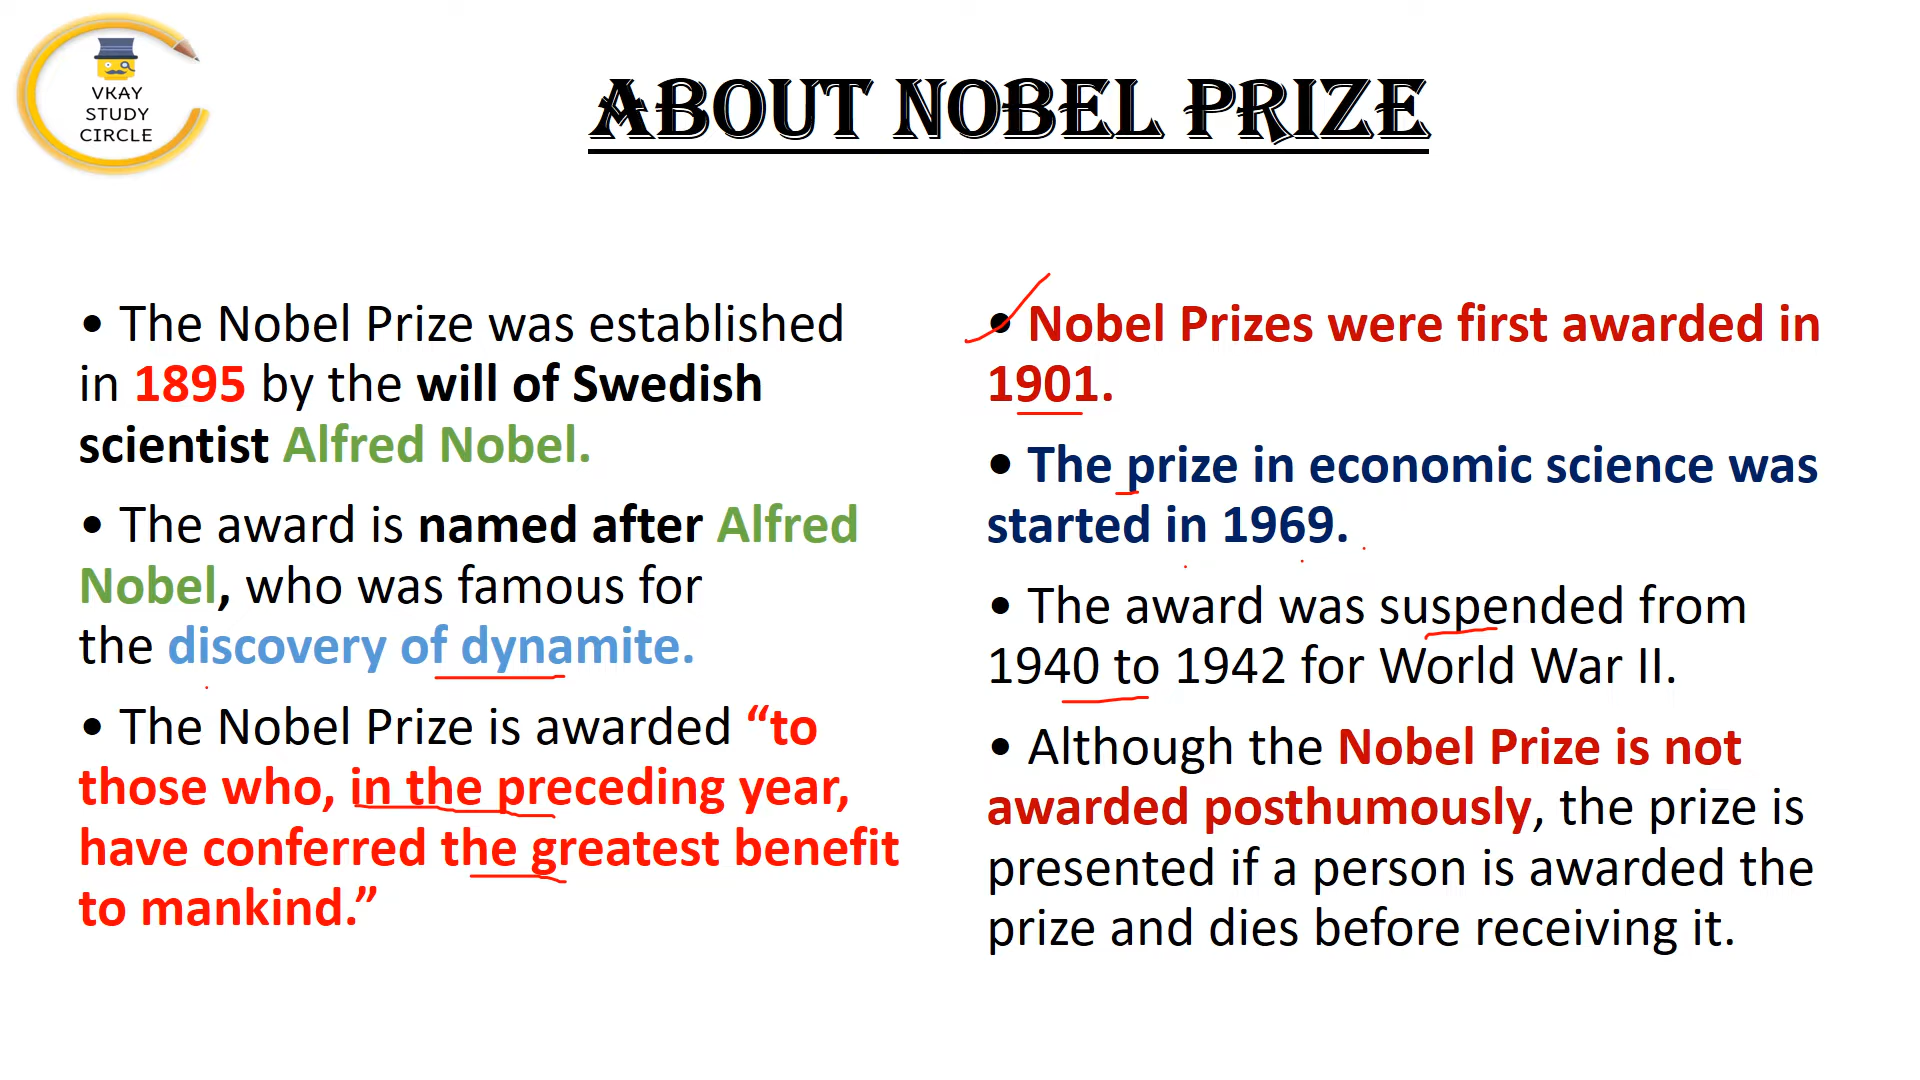 VKAY
STUDY
CIRCLE
ABOUT NOBEL PRIZE
• The Nobel Prize was established
in 1895 by the will of Swedish
scientist Alfred Nobel.
• The award is named after Alfred
Nobel, who was famous for
the discovery of dynamite.
• The Nobel Prize is awarded “to
those who, in the preceding year,
have conferred the greatest benefit
to mankind.”
• Nobel Prizes were first awarded in
1901.
• The prize in economic science was
started in 1969.
• The award was suspended from
1940 to 1942 for World War II.
• Although the Nobel Prize is not
awarded posthumously, the prize is
presented if a person is awarded the
prize and dies before receiving it.